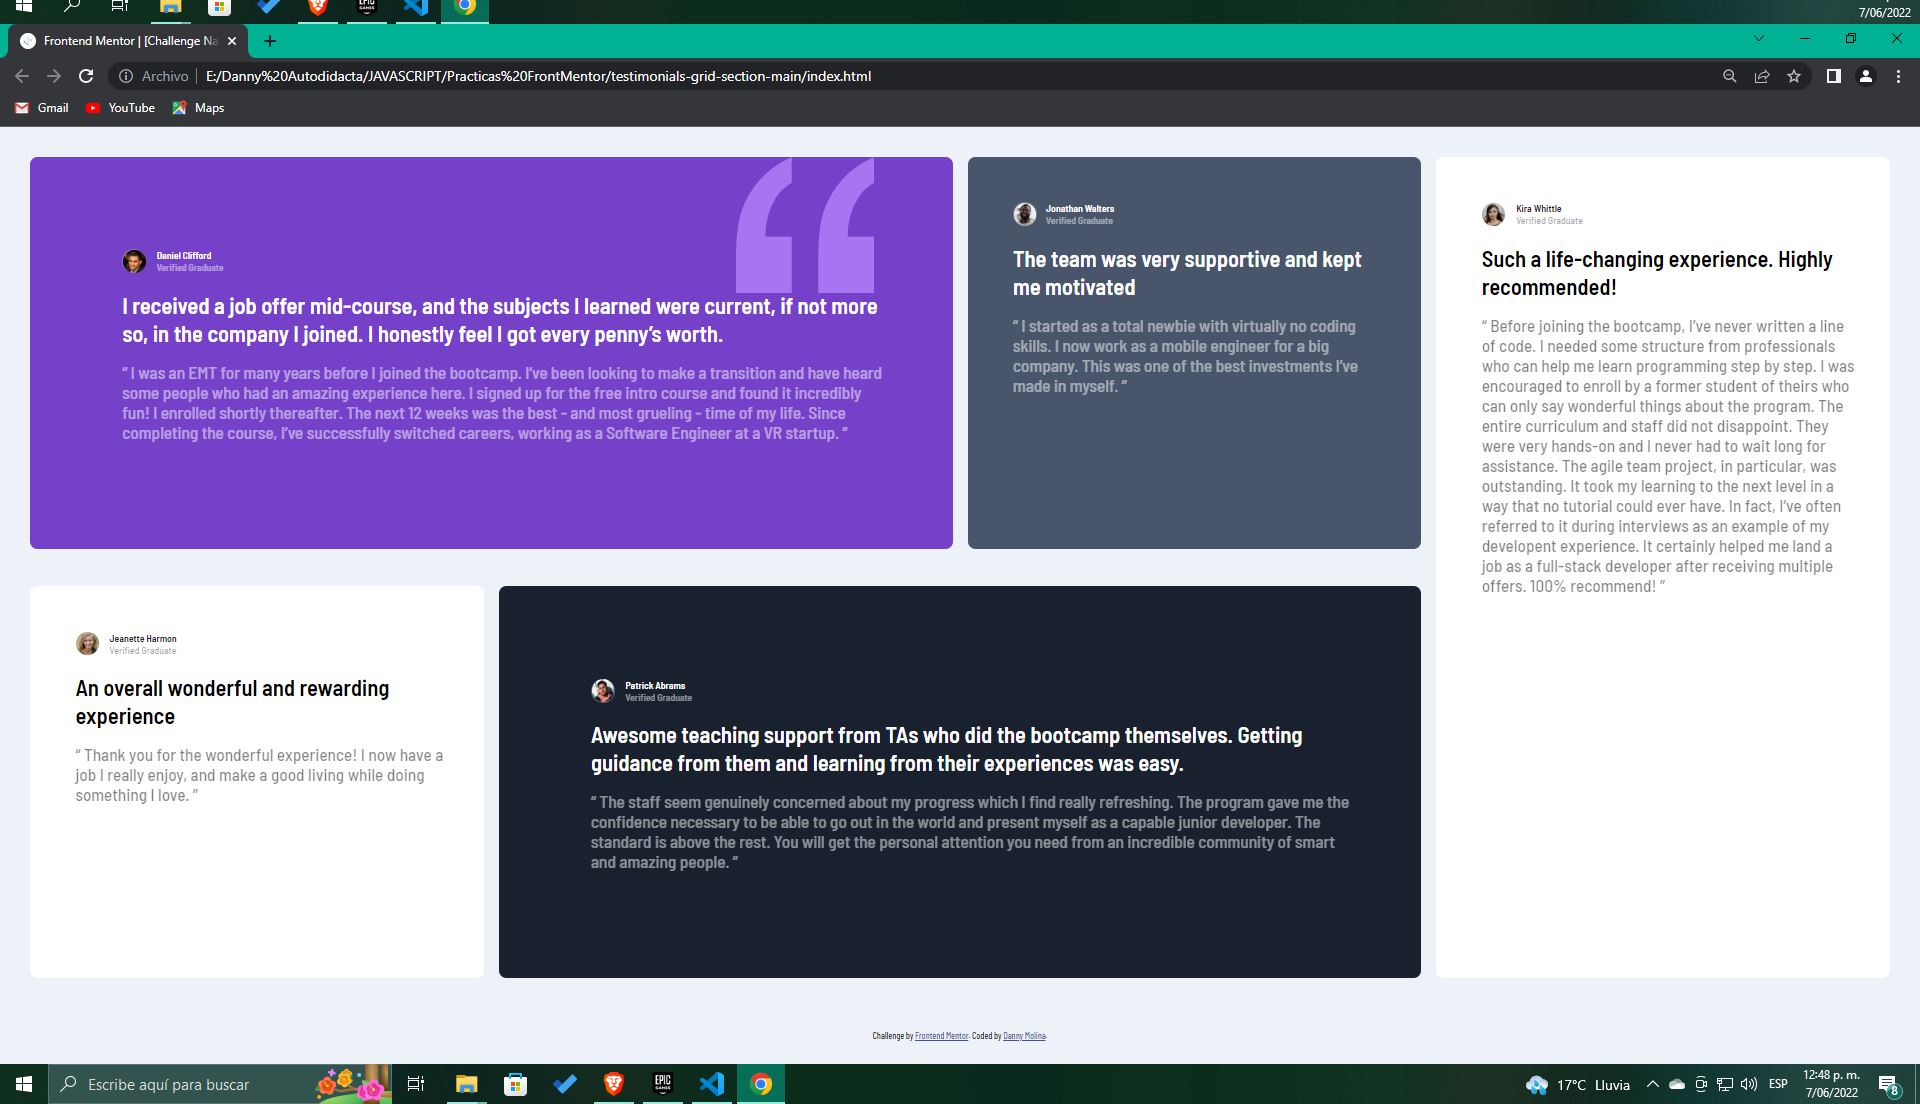 7/06/2022
Frontend Mentor | [Challenge Na
Archivo
E:/Danny%20Autodidacta/JAVASCRIPT/Practicas%20FrontMentor/testimonials-grid-section-main/index.html
Gmail
YouTube
Maps
Daniel Clifford
Verified Graduate
I received a job offer mid-course, and the subjects I learned were current, if not more
so, in the company I joined. I honestly feel I got every penny’s worth.
“ I was an EMT for many years before I joined the bootcamp. I’ve been looking to make a transition and have heard
some people who had an amazing experience here. I signed up for the free intro course and found it incredibly
fun! I enrolled shortly thereafter. The next 12 weeks was the best - and most grueling - time of my life. Since
completing the course, I’ve successfully switched careers, working as a Software Engineer at a VR startup. ”
Jonathan Walters
Verified Graduate
The team was very supportive and kept
me motivated
“ I started as a total newbie with virtually no coding
skills. I now work as a mobile engineer for a big
company. This was one of the best investments I’ve
made in myself. ”
Kira Whittle
Verified Graduate
Such a life-changing experience. Highly
recommended!
“ Before joining the bootcamp, I’ve never written a line
of code. I needed some structure from professionals
who can help me learn programming step by step. I was
encouraged to enroll by a former student of theirs who
can only say wonderful things about the program. The
entire curriculum and staff did not disappoint. They
were very hands-on and I never had to wait long for
assistance. The agile team project, in particular, was
outstanding. It took my learning to the next level in a
way that no tutorial could ever have. In fact, I’ve often
referred to it during interviews as an example of my
developent experience. It certainly helped me land a
job as a full-stack developer after receiving multiple
offers. 100% recommend! ”
Jeanette Harmon
Verified Graduate
An overall wonderful and rewarding
experience
“ Thank you for the wonderful experience! I now have a
job I really enjoy, and make a good living while doing
something I love. ”
Patrick Abrams
Verified Graduate
Awesome teaching support from TAs who did the bootcamp themselves. Getting
guidance from them and learning from their experiences was easy.
“ The staff seem genuinely concerned about my progress which I find really refreshing. The program gave me the
confidence necessary to be able to go out in the world and present myself as a capable junior developer. The
standard is above the rest. You will get the personal attention you need from an incredible community of smart
and amazing people. ”
Challenge by Frontend Mentor. Coded by Danny Molina.
Escribe aquí para buscar
EPIC
GAMES
17°C Lluvia
ESP
12:48 p. m.
7/06/2022
8